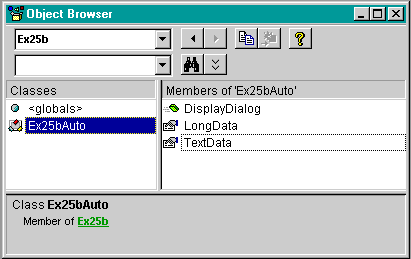 Object Browser
Ex25b
?
Classes
Members of 'Ex25bAuto'
<globals>
Ex25bAuto
DisplayDialog
LongData
TextData
Class Ex25bAuto
Member of Ex25b